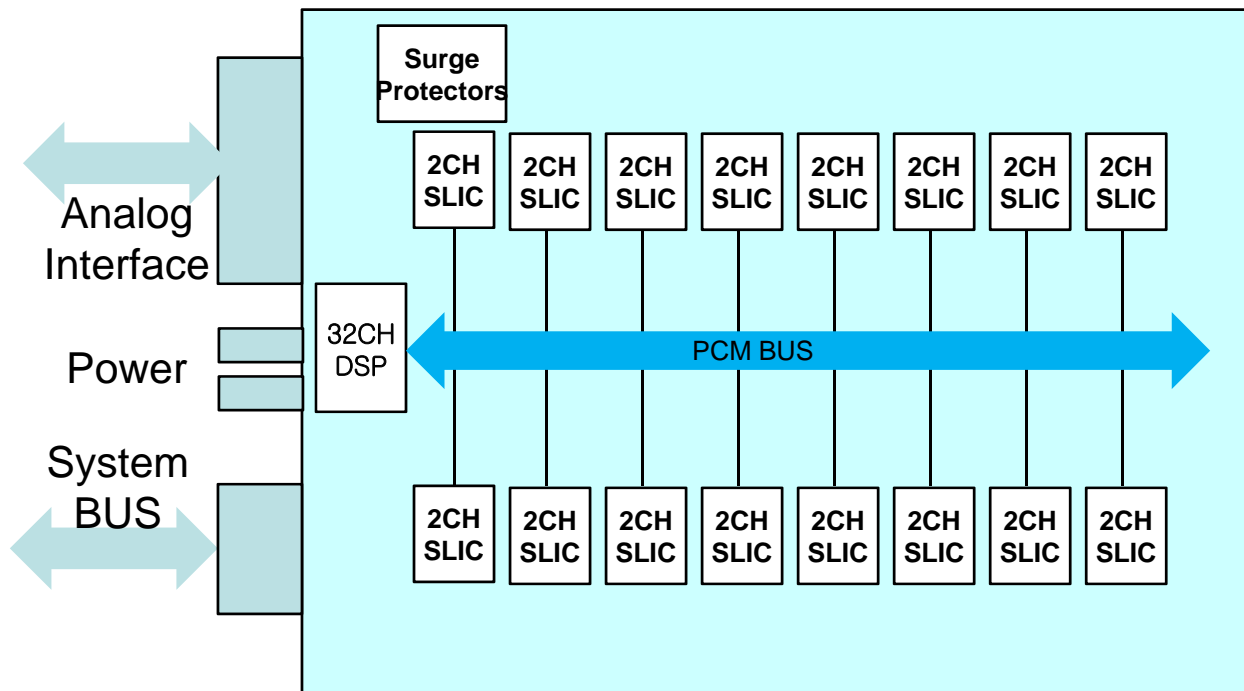 Surge
Protectors
2CH
SLIC
2CH
SLIC
2CH
SLIC
2CH
SLIC
2CH
SLIC
2CH
SLIC
2CH
SLIC
2CH
SLIC
Analog
Interface
32CH
DSP
PCM BUS
Power
System
BUS
2CH
SLIC
2CH
SLIC
2CH
SLIC
2CH
SLIC
2CH
SLIC
2CH
SLIC
2CH
SLIC
2CH
SLIC